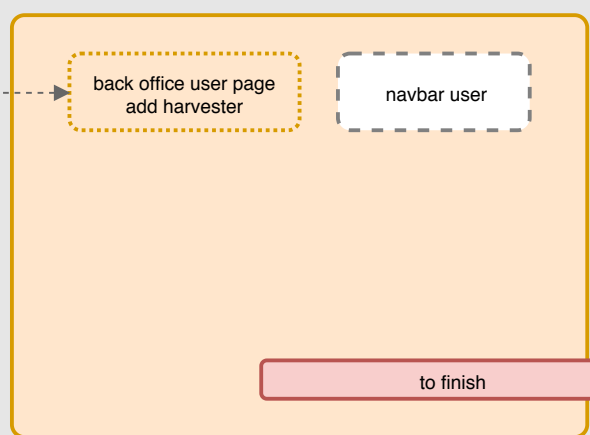 back office user page
add harvester
navbar user
to finish